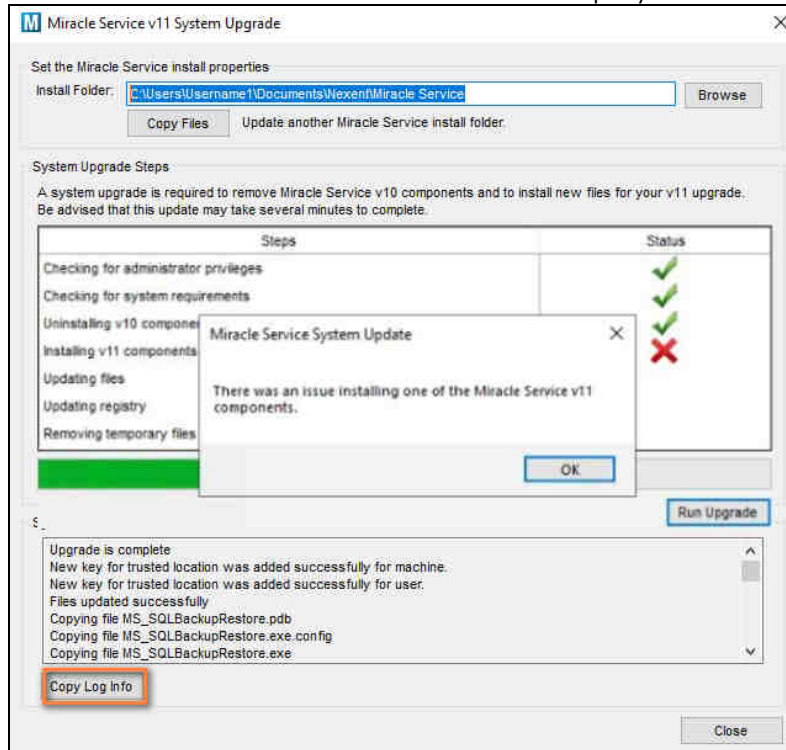 Miracle Service v11 System Upgrade
Set the Miracle Service install properties
Install Folder: C:\Users\Username1\Documents\Nexent\Miracle Service Browse
Copy Files Update another Miracle Service install folder.
System Upgrade Steps
A system upgrade is required to remove Miracle Service v10 components and to install new files for your v11 upgrade.
Be advised that this update may take several minutes to complete.
Steps Status
Checking for administrator privileges
Checking for system requirements
Uninstalling v10
Installing v11 components
Updating files
Updating registry
Removing temporary files
Miracle Service System Update
There was an issue installing one of the Miracle Service v11
components.
OK
Run Upgrade
Upgrade is complete
New key for trusted location was added successfully for machine.
New key for trusted location was added successfully for user.
Files updated successfully
Copying file MS_SQLBackupRestore.pdb
Copying file MS_SQLBackupRestore.exe.config
Copying file MS_SQLBackupRestore.exe
Copy Log Info
Close